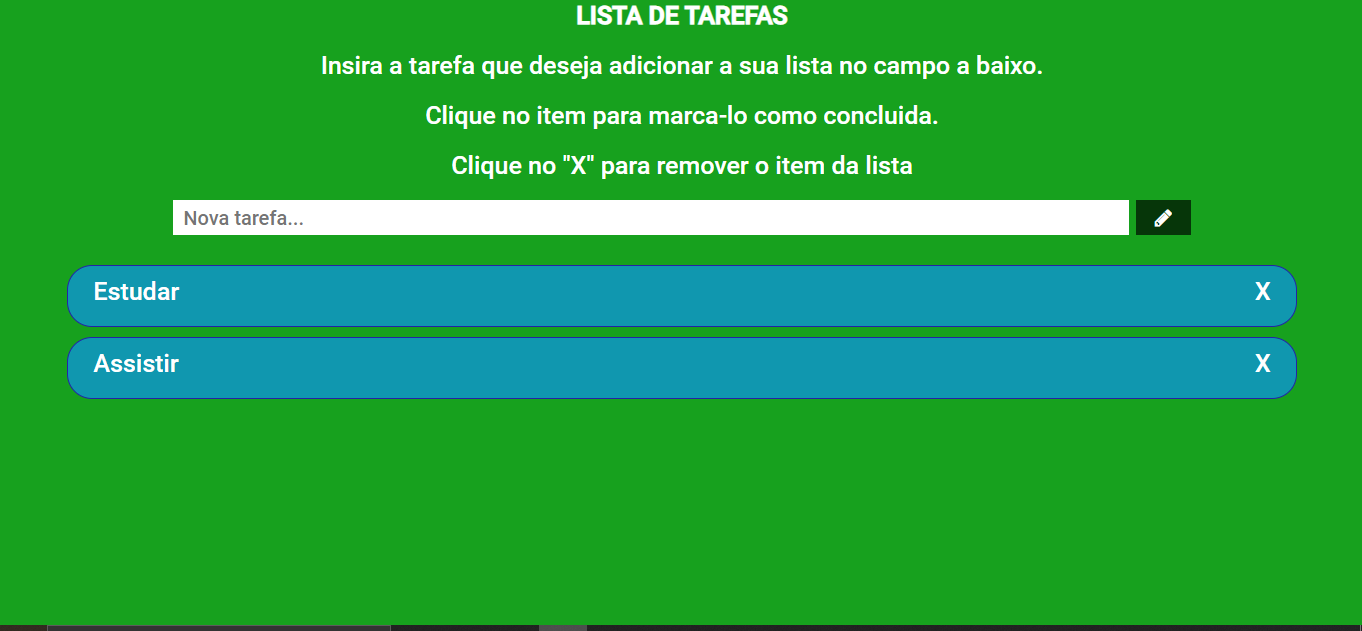 LISTA DE TAREFAS
Insira a tarefa que deseja adicionar a sua lista no campo a baixo.
Clique no item para marca-lo como concluida.
Clique no "X" para remover o item da lista
Nova tarefa...
Estudar X
Assistir X